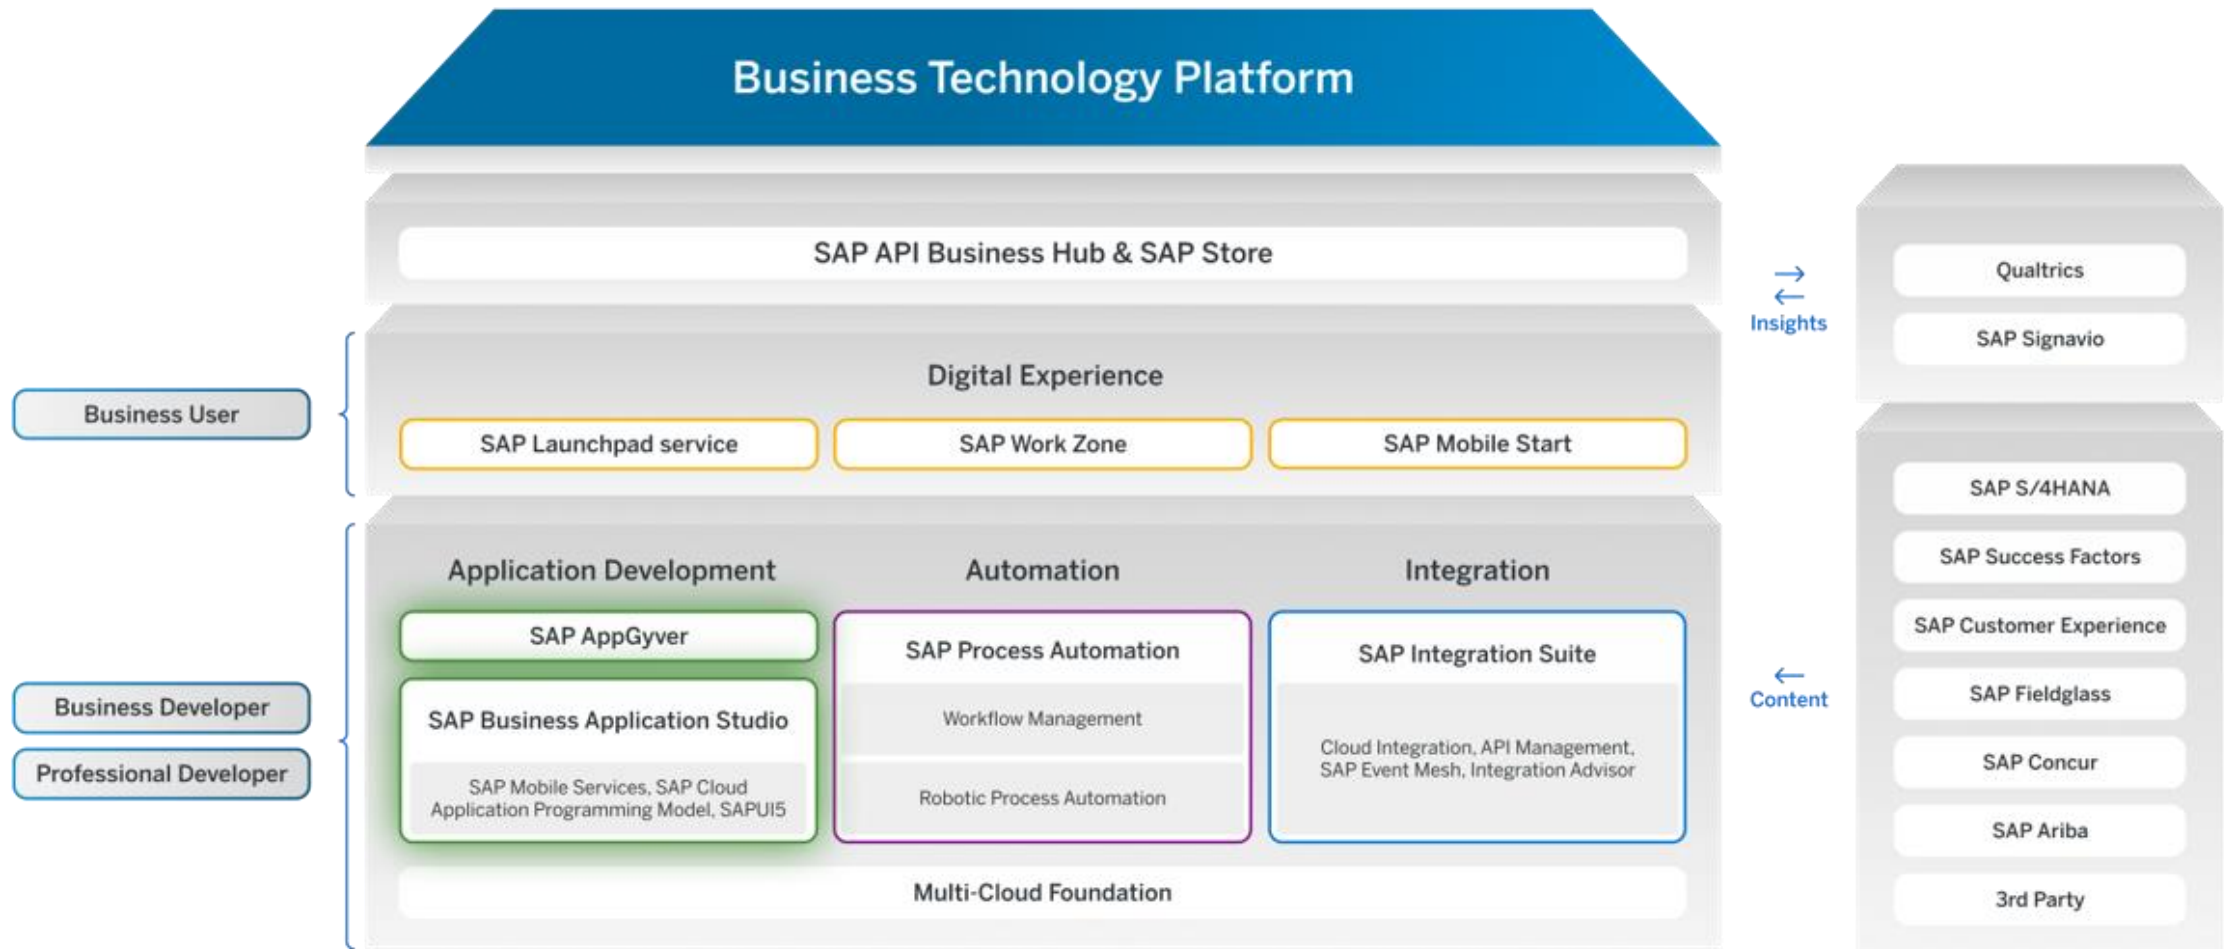 Business Technology Platform
SAP API Business Hub & SAP Store
Business User
Digital Experience
SAP Launchpad service
SAP Work Zone
SAP Mobile Start
Business Developer
Professional Developer
Application Development
SAP AppGyver
SAP Business Application Studio
SAP Mobile Services, SAP Cloud
Application Programming Model, SAPUI5
Automation
SAP Process Automation
Workflow Management
Robotic Process Automation
Integration
SAP Integration Suite
Cloud Integration, API Management,
SAP Event Mesh, Integration Advisor
Multi-Cloud Foundation
Insights
Content
Qualtrics
SAP Signavio
SAP S/4HANA
SAP Success Factors
SAP Customer Experience
SAP Fieldglass
SAP Concur
SAP Ariba
3rd Party